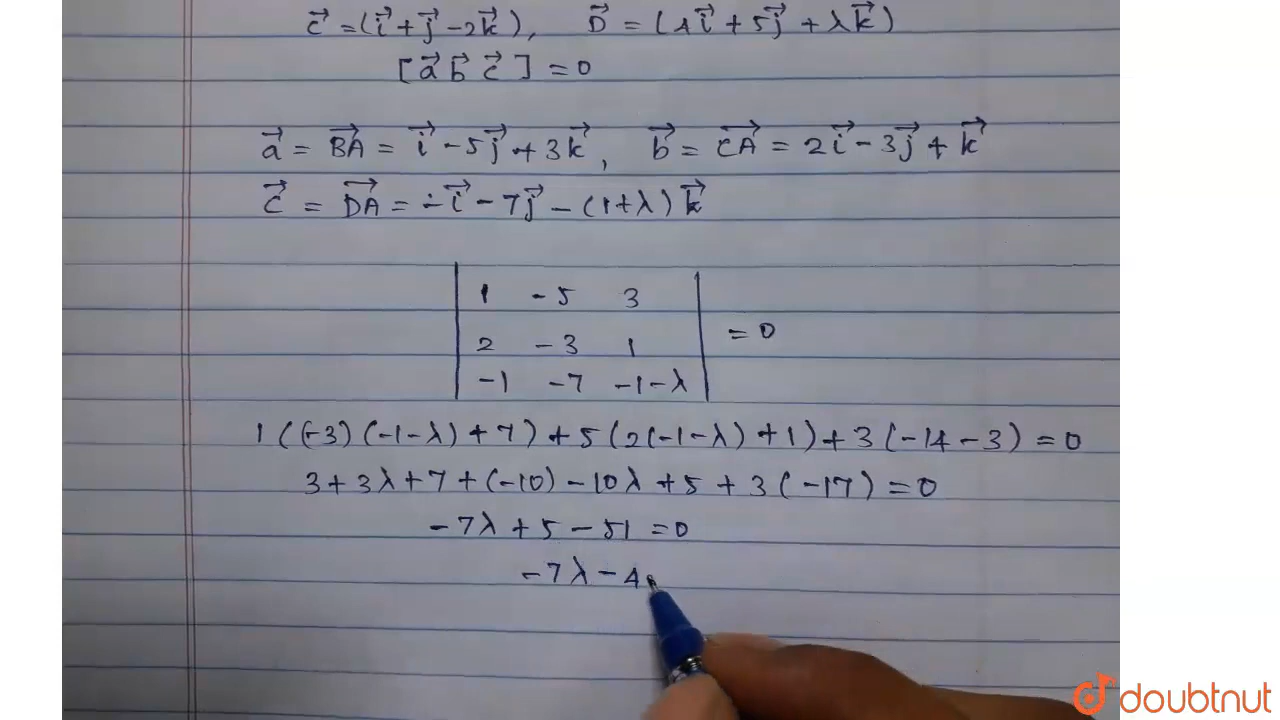 C⃗ = (i⃗ + j⃗ - 2k⃗), D⃗ = (4i⃗ + 5j⃗ + λk⃗)
[a⃗ b⃗ c⃗] = 0
a⃗ = BA⃗ = i⃗ - 5j⃗ + 3k⃗, b⃗ = CA⃗ = 2i⃗ - 3j⃗ + k⃗
c⃗ = DA⃗ = -i⃗ - 7j⃗ - (1+λ)k⃗
| 1 -5 3 |
| 2 -3 1 | = 0
| -1 -7 -1-λ |
1((-3)(-1-λ) + 7) + 5(2(-1-λ) + 1) + 3(-14 - 3) = 0
3 + 3λ + 7 + (-10) - 10λ + 5 + 3(-17) = 0
-7λ + 5 - 51 = 0
-7λ - 4
doubtnut